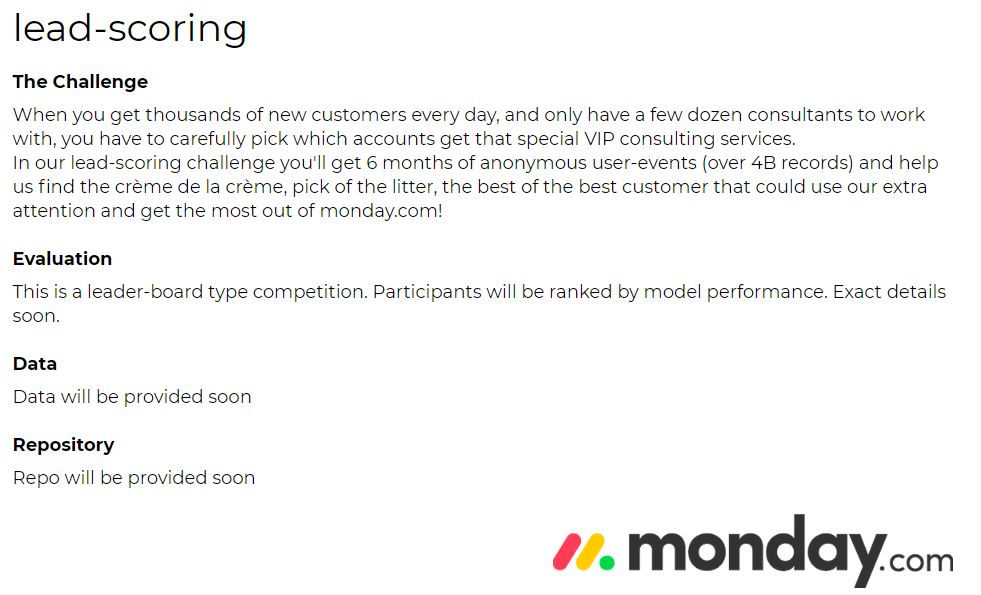 lead-scoring
The Challenge
When you get thousands of new customers every day, and only have a few dozen consultants to work
with, you have to carefully pick which accounts get that special VIP consulting services.
In our lead-scoring challenge you'll get 6 months of anonymous user-events (over 4B records) and help
us find the crème de la crème, pick of the litter, the best of the best customer that could use our extra
attention and get the most out of monday.com!
Evaluation
This is a leader-board type competition. Participants will be ranked by model performance. Exact details
soon.
Data
Data will be provided soon
Repository
Repo will be provided soon
monday.com